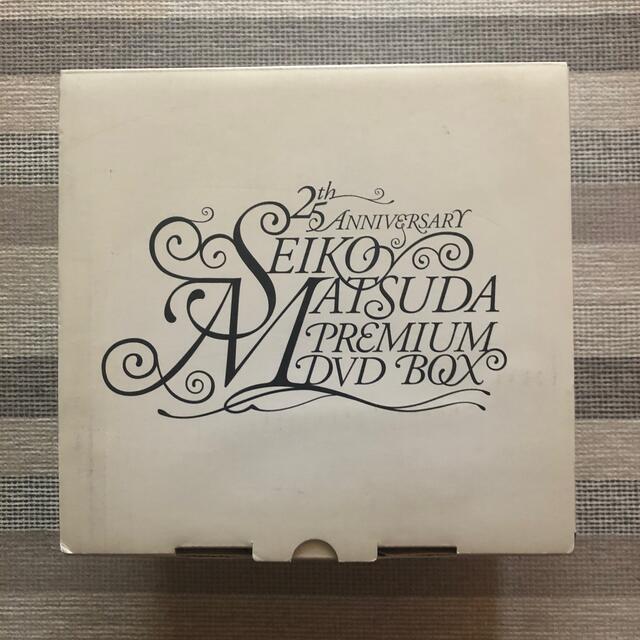 25th ANNIVERSARY
SEIKO
MATSUDA
PREMIUM
DVD BOX